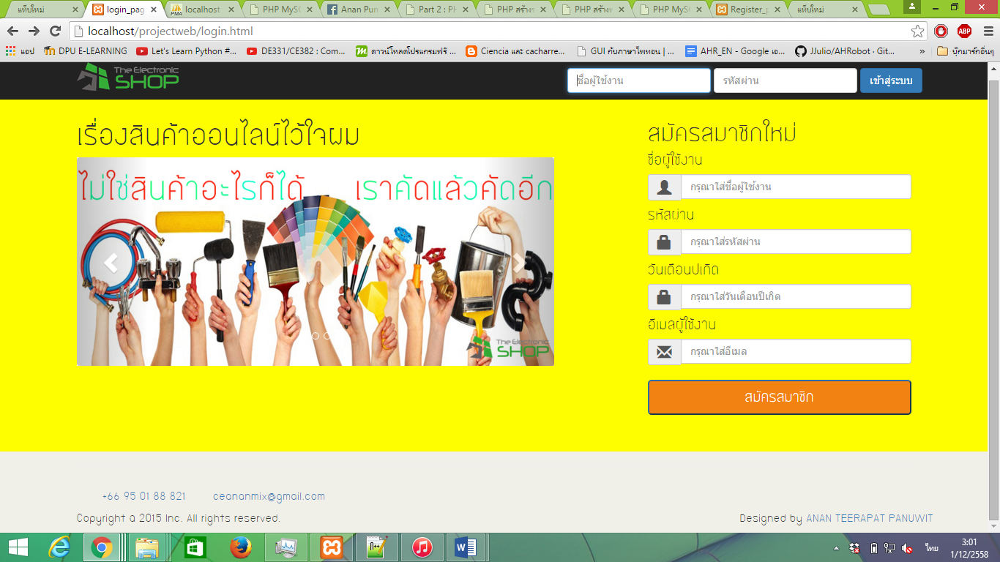 แท็บใหม่
login_pag
localhost
PHP MyS
Anan Pun
Part 2 : Pl
PHP สร้างร
PHP สร้างท
PHP MyS
Register_p
แท็บใหม่
localhost/projectweb/login.html
ABP
แอป
DPU E-LEARNING
Let's Learn Python #...
DE331/CE382 : Com...
ดาวน์โหลดโปรแกรมฟรี ...
Ciencia และ cacharre...
GUI กับภาษาไพทอน | ...
AHR_EN - Google เอ...
JJulio/AHRobot · Git...
»
บุ๊กมาร์กอื่นๆ
The Electronic
SHOP
ชื่อผู้ใช้งาน
รหัสผ่าน
เข้าสู่ระบบ
เรื่องสินค้าออนไลน์ไว้ใจผม
ไม่ใช่สินค้าอะไรก็ได้ เราคัดแล้วคัดอีก
The Electronic
SHOP
สมัครสมาชิกใหม่
ชื่อผู้ใช้งาน
กรุณาใส่ชื่อผู้ใช้งาน
รหัสผ่าน
กรุณาใส่รหัสผ่าน
วันเดือนปเกิด
กรุณาใส่วันเดือนปีเกิด
อีเมลผู้ใช้งาน
กรุณาใส่อีเมล
สมัครสมาชิก
+66 95 01 88 821
ceananmix@gmail.com
Copyright a 2015 Inc. All rights reserved.
Designed by ANAN TEERAPAT PANUWIT
ไทย
3:01
1/12/2558